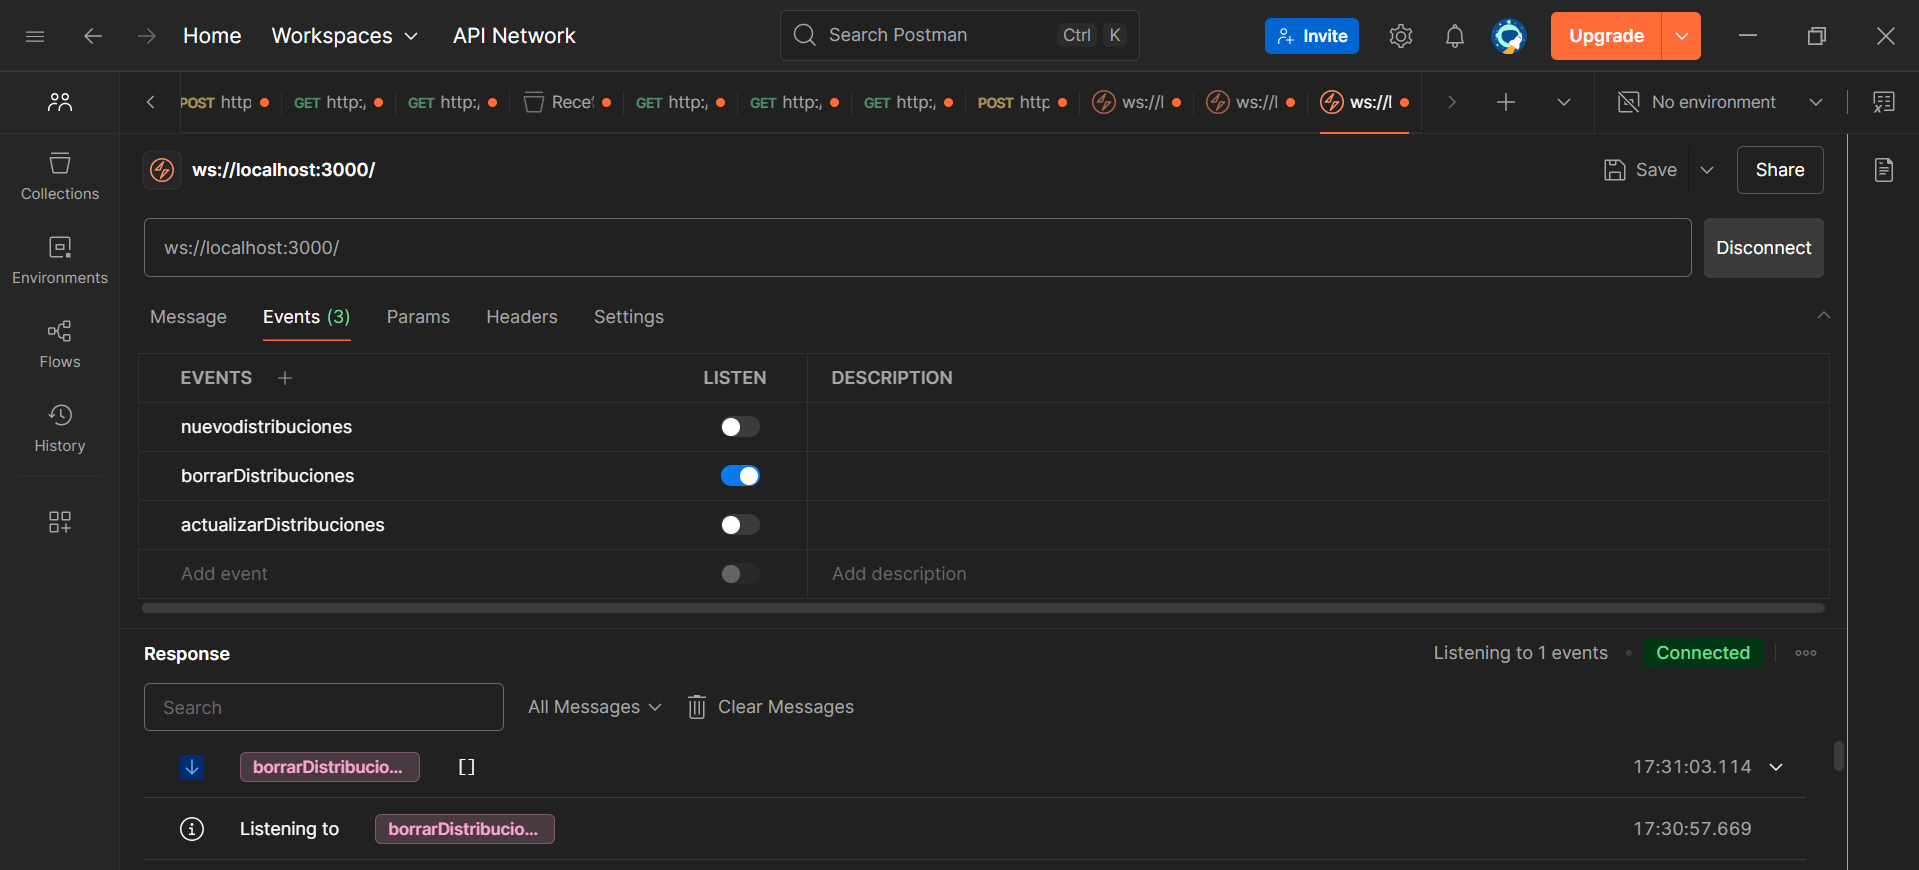 Home Workspaces API Network Search Postman Ctrl K Invite Upgrade
POST http GET http:/ GET http:/ Recet GET http:/ GET http:/ GET http:/ POST http ws://l ws://l ws://l No environment
ws://localhost:3000/ Save Share
ws://localhost:3000/ Disconnect
Collections
Environments
Flows
History
Message Events (3) Params Headers Settings
EVENTS LISTEN DESCRIPTION
nuevodistribuciones
borrarDistribuciones
actualizarDistribuciones
Add event Add description
Response Listening to 1 events Connected
Search All Messages Clear Messages
borrarDistribucio... [] 17:31:03.114
Listening to borrarDistribucio... 17:30:57.669